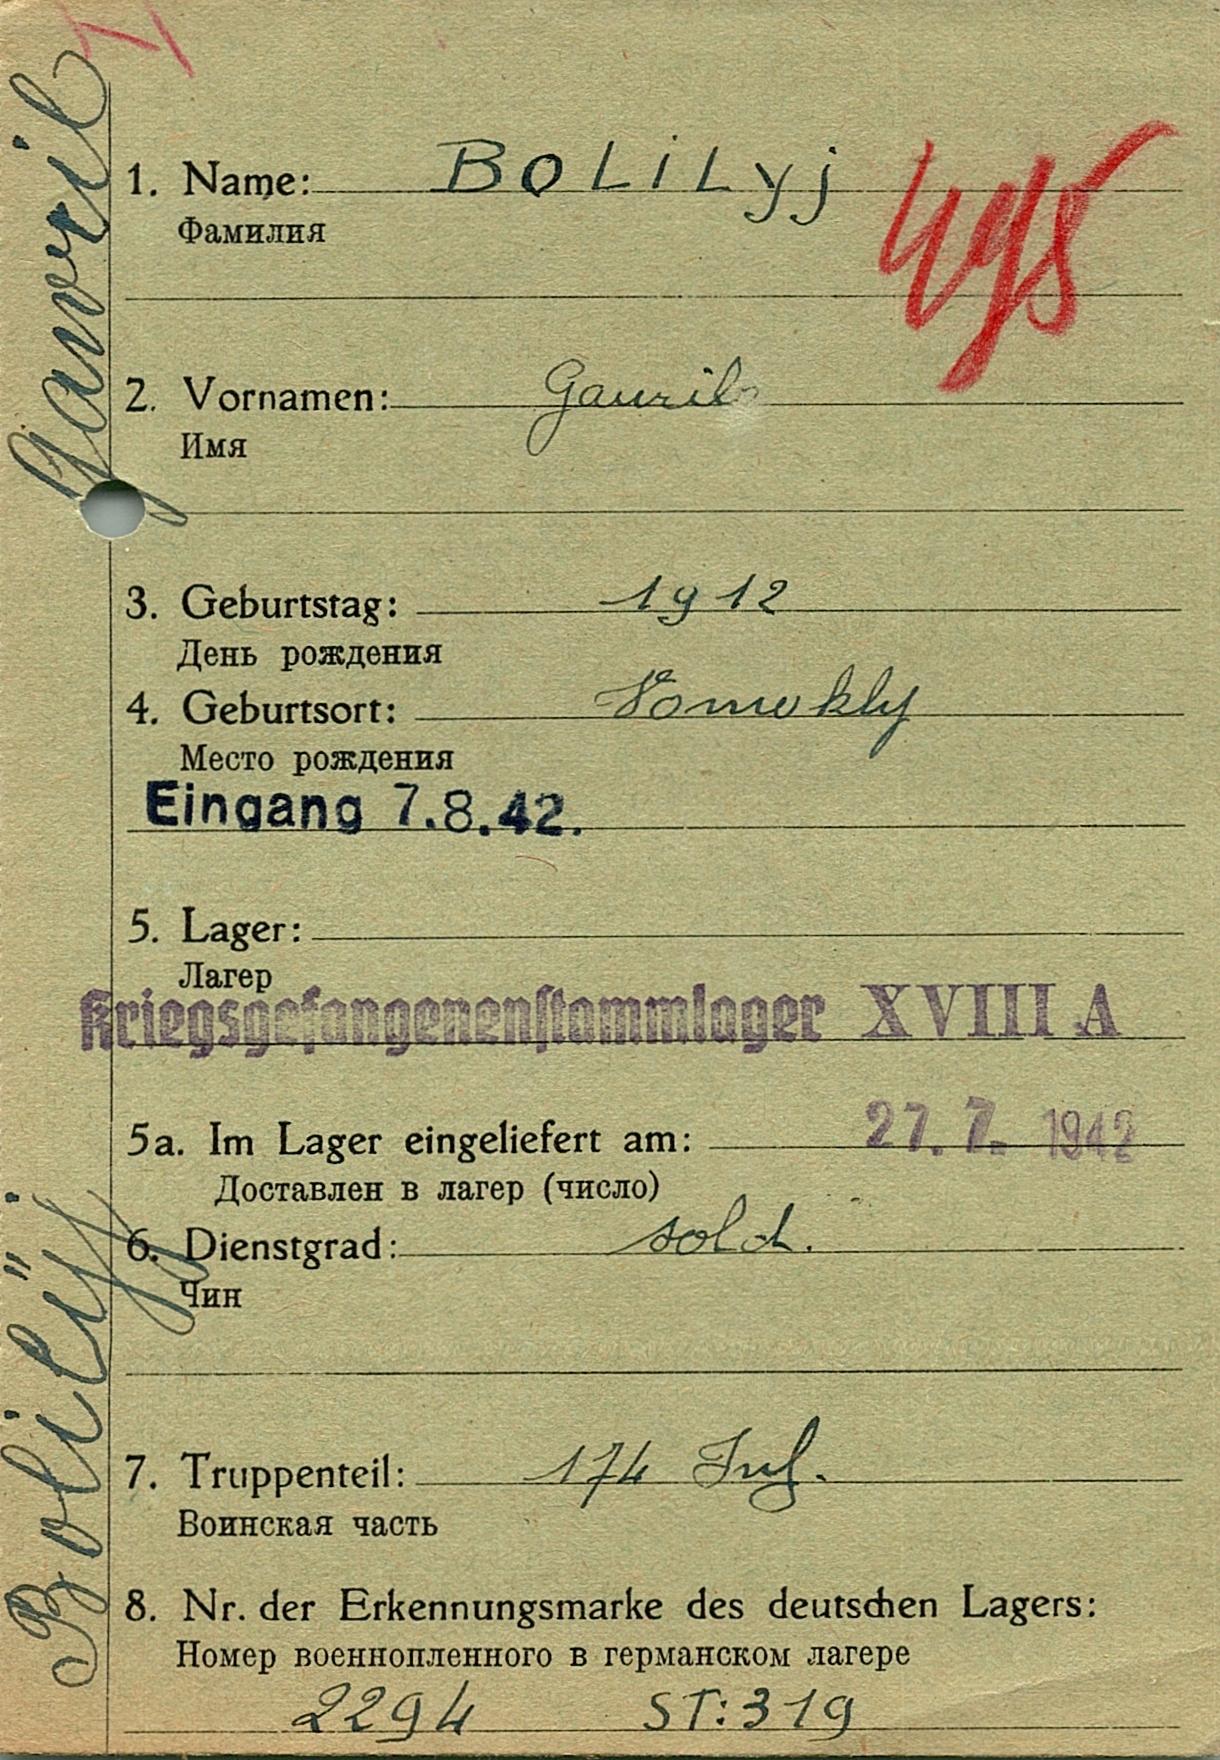 Gavril
1. Name: BOLiLyj
Фамилия
2. Vornamen: Gavril
Имя
3. Geburtstag: 1912
День рождения
4. Geburtsort:
Место рождения
Eingang 7.8.42.
5. Lager:
Лагер
Kriegsgefangenenstammlager XVIII A
5a. Im Lager eingeliefert am: 27. 7. 1942
Доставлен в лагер (число)
6. Dienstgrad: sold.
Чин
Bolilÿj
7. Truppenteil: 174 Inf.
Воинская часть
8. Nr. der Erkennungsmarke des deutschen Lagers:
Номер военнопленного в германском лагере
2294 ST:319